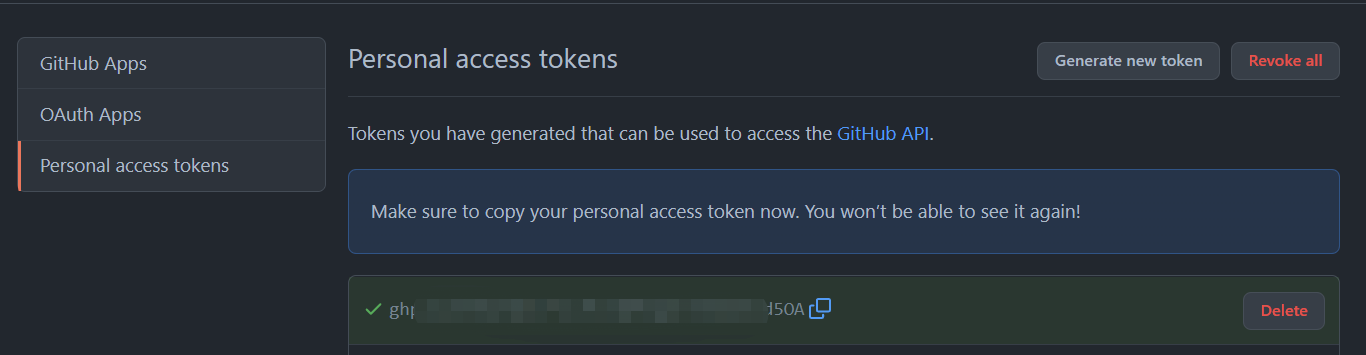 GitHub Apps
OAuth Apps
Personal access tokens
Personal access tokens
Generate new token
Revoke all
Tokens you have generated that can be used to access the GitHub API.
Make sure to copy your personal access token now. You won’t be able to see it again!
ghp d50A
Delete